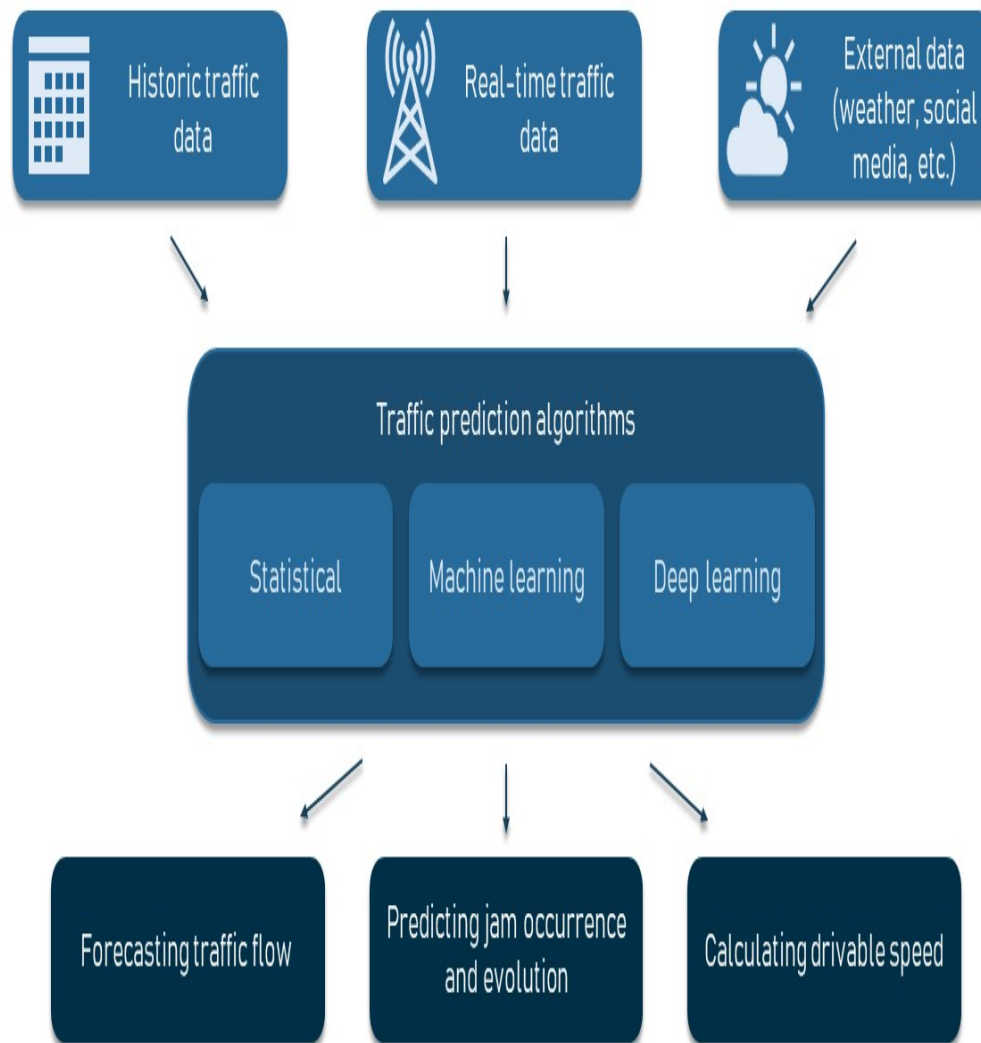 Historic traffic
data
Real-time traffic
data
External data
(weather, social
media, etc.)
Traffic prediction algorithms
Statistical
Machine learning
Deep learning
Forecasting traffic flow
Predicting jam occurrence
and evolution
Calculating drivable speed